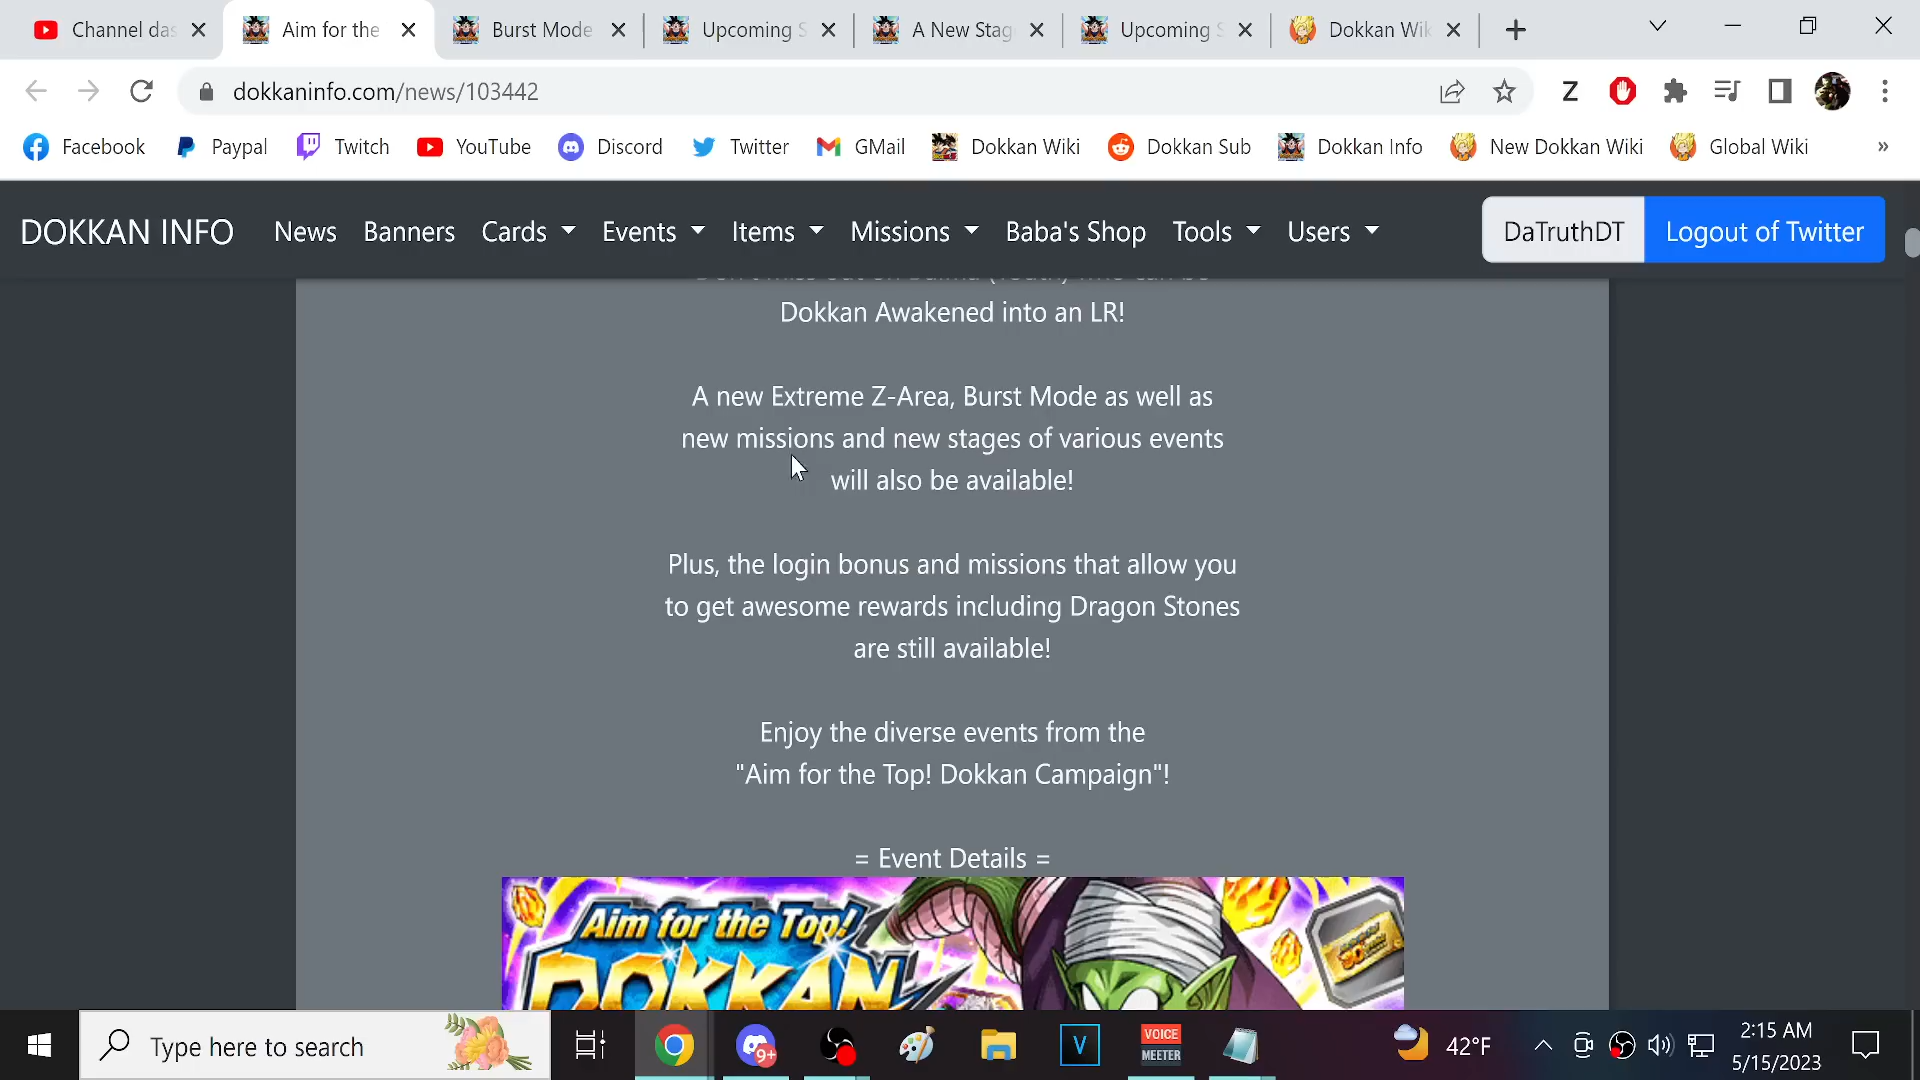 Channel das
Aim for the
Burst Mode
Upcoming S
A New Stag
Upcoming S
Dokkan Wik
dokkaninfo.com/news/103442
Z
Facebook
Paypal
Twitch
YouTube
Discord
Twitter
GMail
Dokkan Wiki
Dokkan Sub
Dokkan Info
New Dokkan Wiki
Global Wiki
»
DOKKAN INFO
News
Banners
Cards
Events
Items
Missions
Baba's Shop
Tools
Users
DaTruthDT
Logout of Twitter
Dokkan Awakened into an LR!
A new Extreme Z-Area, Burst Mode as well as
new missions and new stages of various events
will also be available!
Plus, the login bonus and missions that allow you
to get awesome rewards including Dragon Stones
are still available!
Enjoy the diverse events from the
"Aim for the Top! Dokkan Campaign"!
= Event Details =
Aim for the Top!
DOKKAN
Type here to search
9+
V
VOICE
MEETER
42°F
2:15 AM
5/15/2023